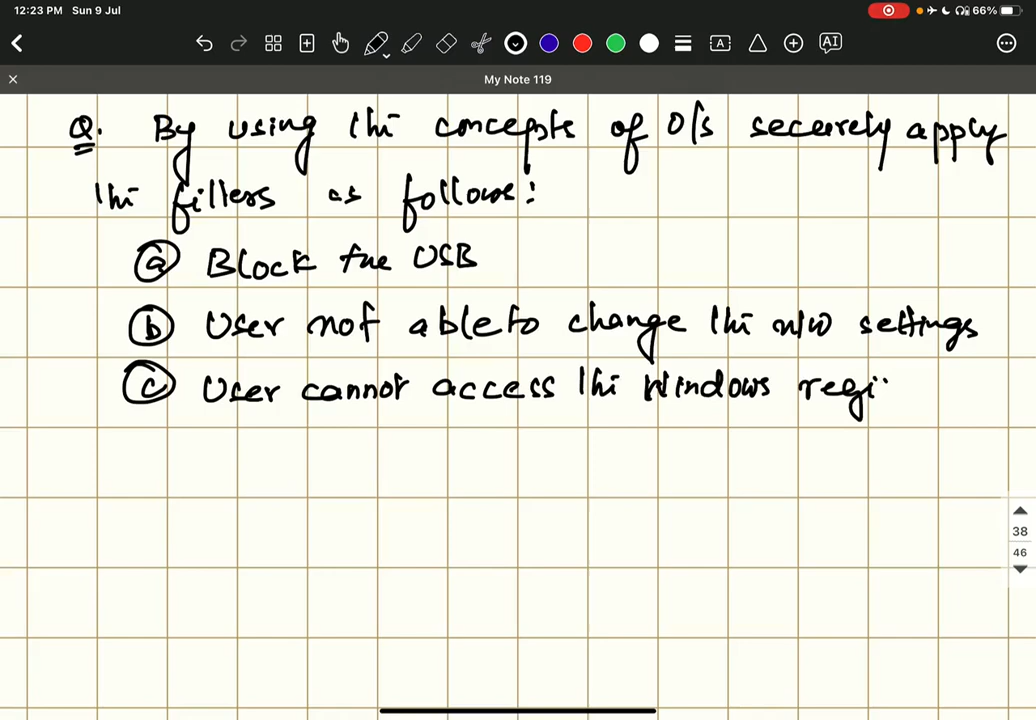 12:23 PM Sun 9 Jul 66%
A AI
My Note 119
Q. By using the concepts of O/s securely apply
the filters as follows:
(a) Block the USB
(b) User not able to change the n/w settings
(c) User cannot access the Windows regi
38
46